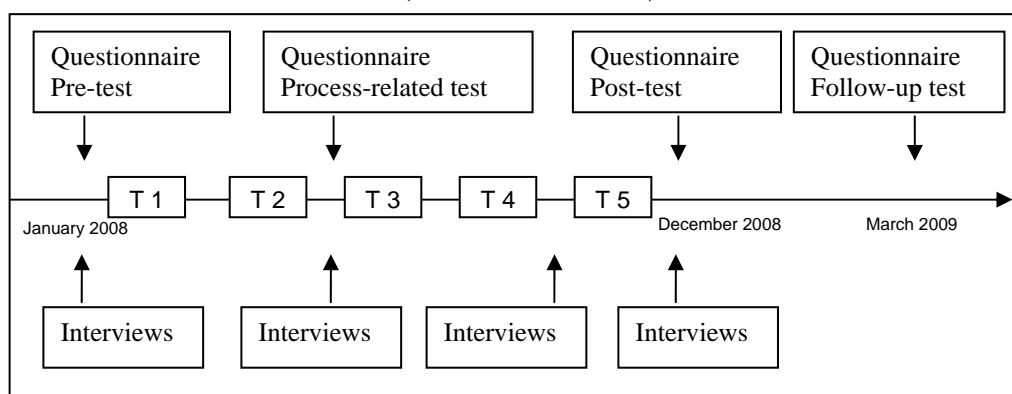 Questionnaire
Pre-test
Questionnaire
Process-related test
Questionnaire
Post-test
Questionnaire
Follow-up test
T 1
T 2
T 3
T 4
T 5
January 2008
December 2008
March 2009
Interviews
Interviews
Interviews
Interviews